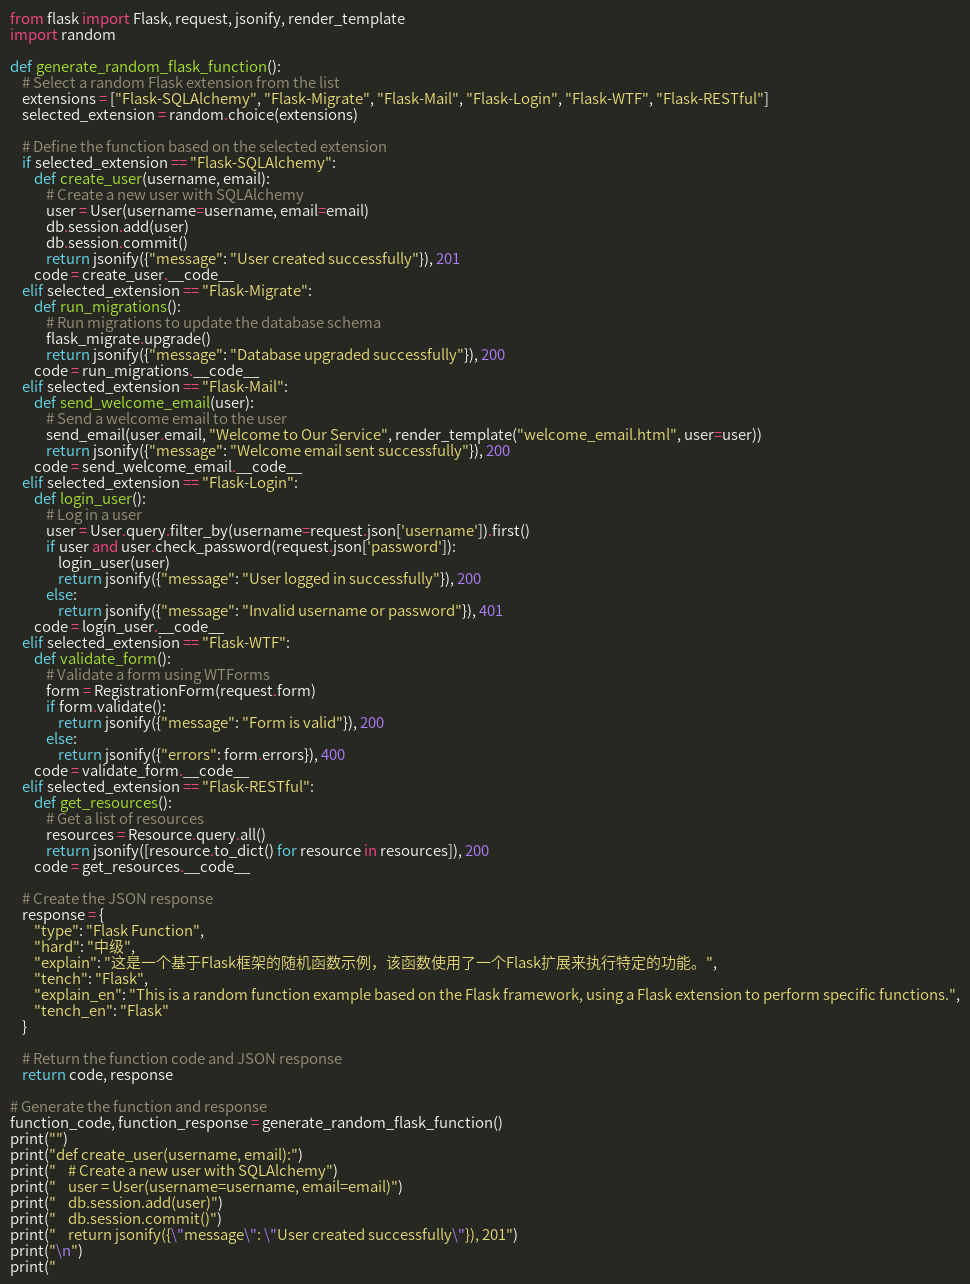 from flask import Flask, request, jsonify, render_template
import random

def generate_random_flask_function():
    # Select a random Flask extension from the list
    extensions = ["Flask-SQLAlchemy", "Flask-Migrate", "Flask-Mail", "Flask-Login", "Flask-WTF", "Flask-RESTful"]
    selected_extension = random.choice(extensions)

    # Define the function based on the selected extension
    if selected_extension == "Flask-SQLAlchemy":
        def create_user(username, email):
            # Create a new user with SQLAlchemy
            user = User(username=username, email=email)
            db.session.add(user)
            db.session.commit()
            return jsonify({"message": "User created successfully"}), 201
        code = create_user.__code__
    elif selected_extension == "Flask-Migrate":
        def run_migrations():
            # Run migrations to update the database schema
            flask_migrate.upgrade()
            return jsonify({"message": "Database upgraded successfully"}), 200
        code = run_migrations.__code__
    elif selected_extension == "Flask-Mail":
        def send_welcome_email(user):
            # Send a welcome email to the user
            send_email(user.email, "Welcome to Our Service", render_template("welcome_email.html", user=user))
            return jsonify({"message": "Welcome email sent successfully"}), 200
        code = send_welcome_email.__code__
    elif selected_extension == "Flask-Login":
        def login_user():
            # Log in a user
            user = User.query.filter_by(username=request.json['username']).first()
            if user and user.check_password(request.json['password']):
                login_user(user)
                return jsonify({"message": "User logged in successfully"}), 200
            else:
                return jsonify({"message": "Invalid username or password"}), 401
        code = login_user.__code__
    elif selected_extension == "Flask-WTF":
        def validate_form():
            # Validate a form using WTForms
            form = RegistrationForm(request.form)
            if form.validate():
                return jsonify({"message": "Form is valid"}), 200
            else:
                return jsonify({"errors": form.errors}), 400
        code = validate_form.__code__
    elif selected_extension == "Flask-RESTful":
        def get_resources():
            # Get a list of resources
            resources = Resource.query.all()
            return jsonify([resource.to_dict() for resource in resources]), 200
        code = get_resources.__code__

    # Create the JSON response
    response = {
        "type": "Flask Function",
        "hard": "中级",
        "explain": "这是一个基于Flask框架的随机函数示例，该函数使用了一个Flask扩展来执行特定的功能。",
        "tench": "Flask",
        "explain_en": "This is a random function example based on the Flask framework, using a Flask extension to perform specific functions.",
        "tench_en": "Flask"
    }

    # Return the function code and JSON response
    return code, response

# Generate the function and response
function_code, function_response = generate_random_flask_function()
print("")
print("def create_user(username, email):")
print("    # Create a new user with SQLAlchemy")
print("    user = User(username=username, email=email)")
print("    db.session.add(user)")
print("    db.session.commit()")
print("    return jsonify({\"message\": \"User created successfully\"}), 201")
print("\n")
print("